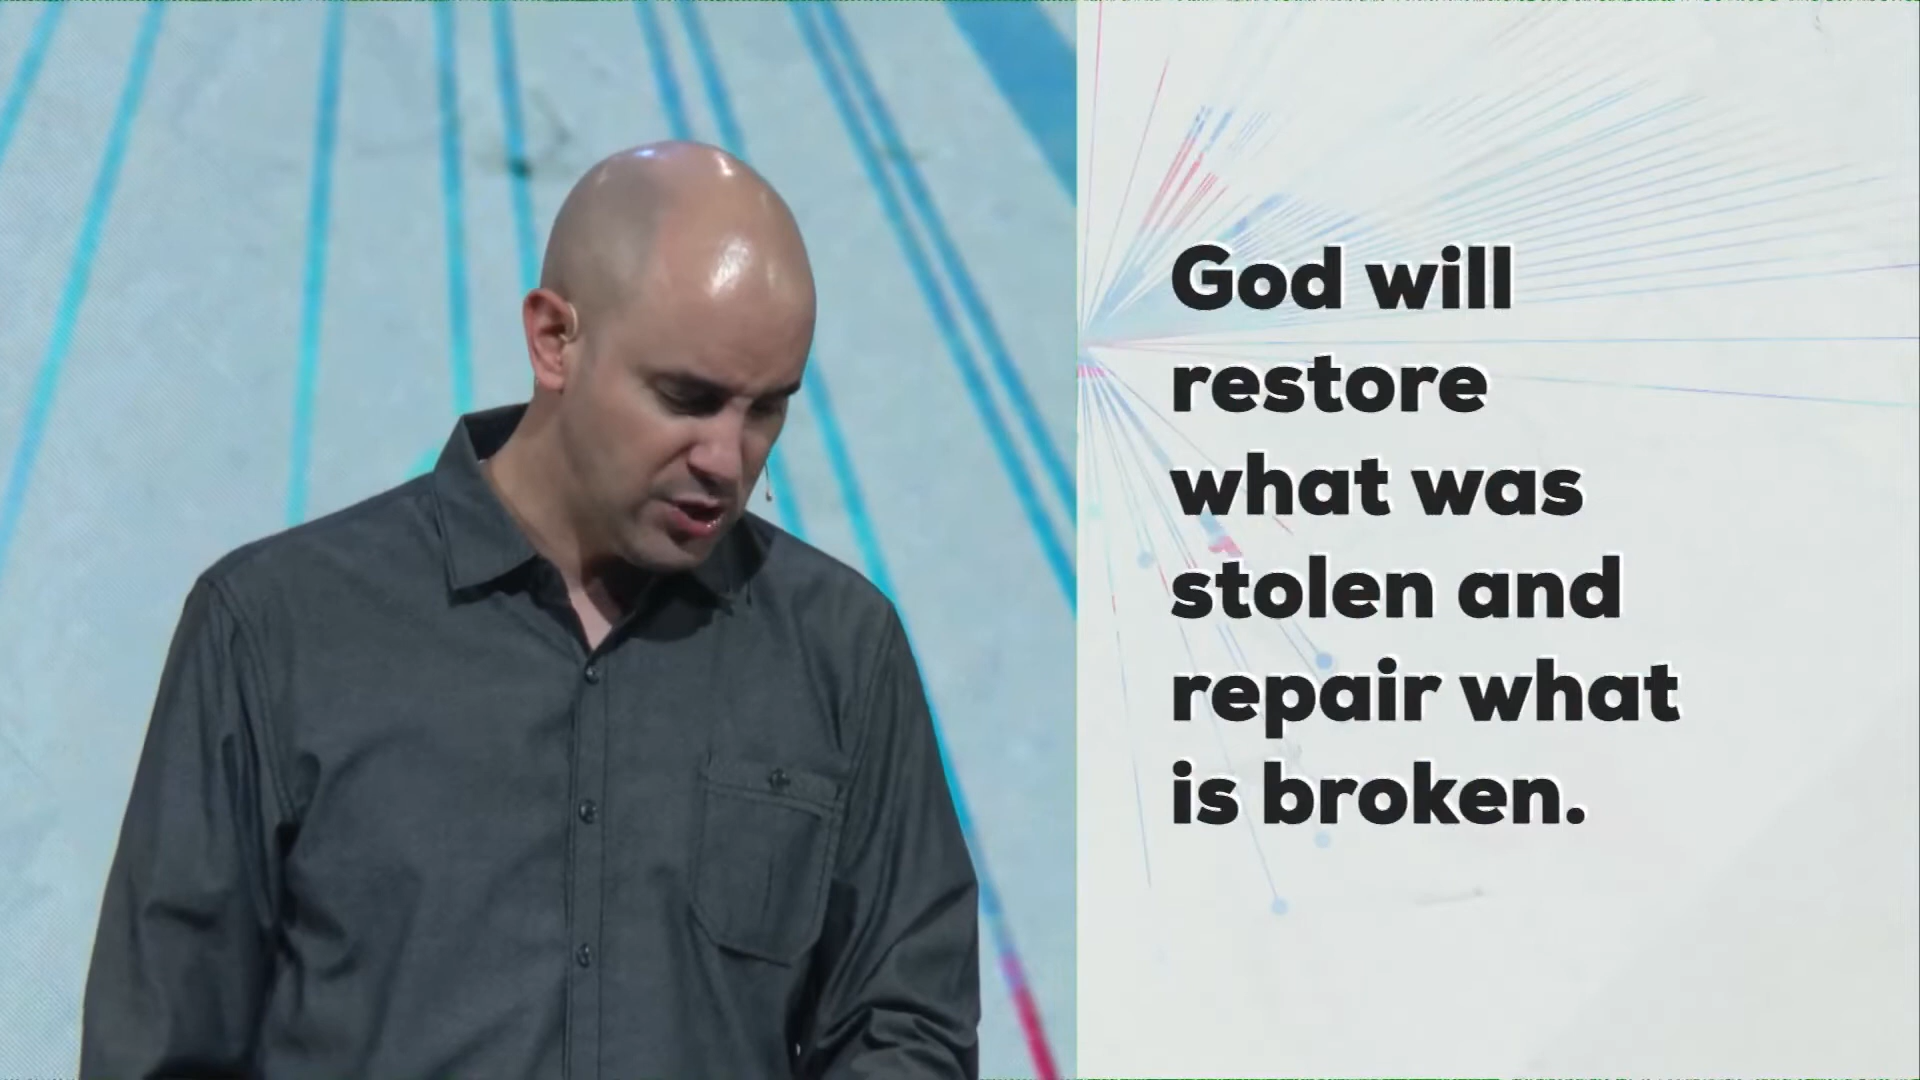 God will
restore
what was
stolen and
repair what
is broken.